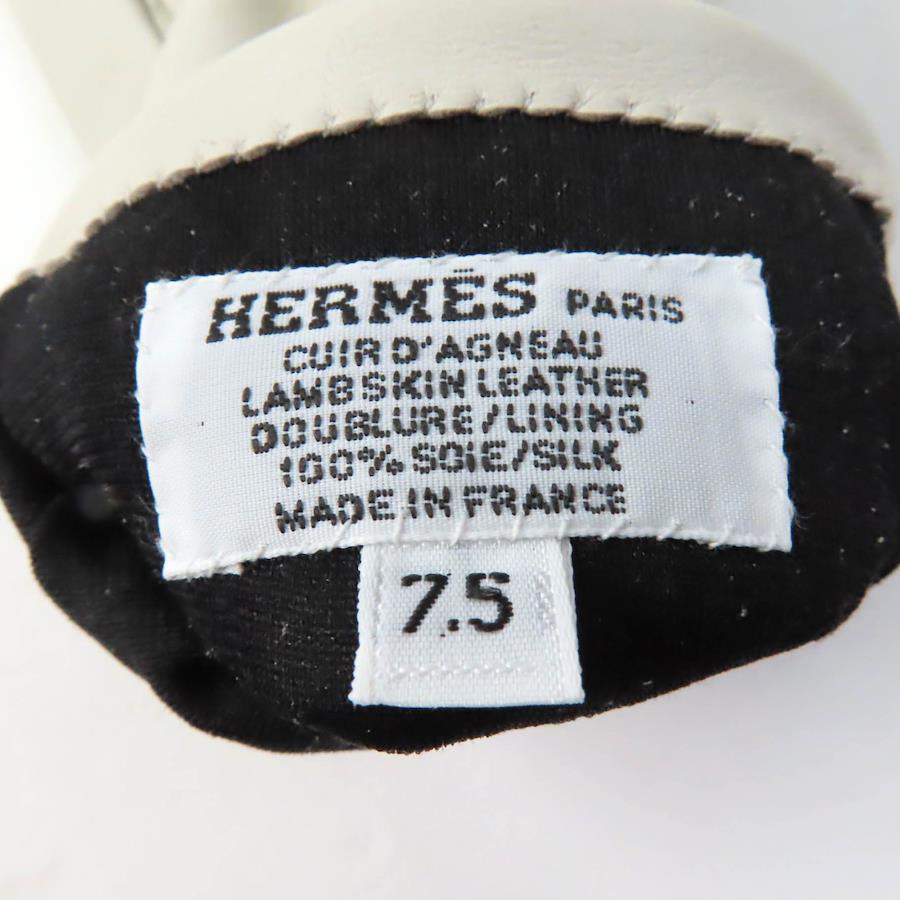 HERMÈS PARIS
CUIR D'AGNEAU
LAMBSKIN LEATHER
DOUBLURE/LINING
100% SOIE/SILK
MADE IN FRANCE
7.5